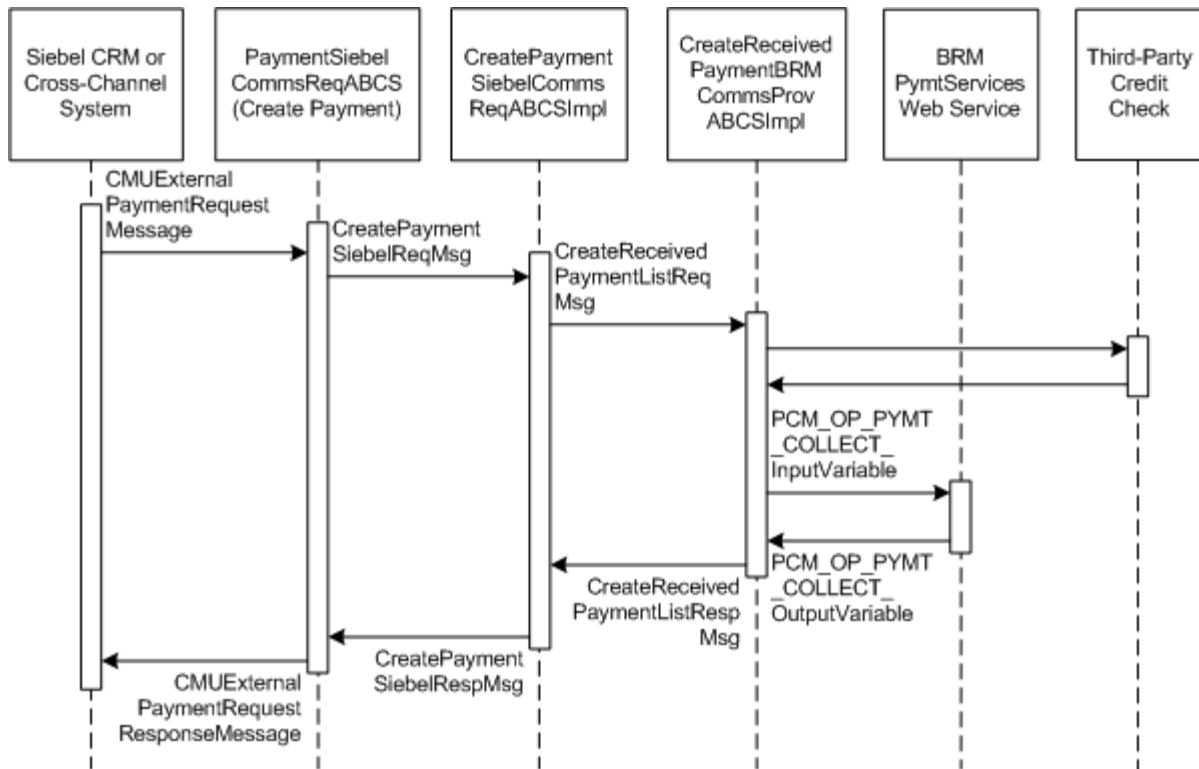 Siebel CRM or
Cross-Channel
System
PaymentSiebel
CommsReqABCS
(Create Payment)
CreatePayment
SiebelComms
ReqABCSImpl
CreateReceived
PaymentBRM
CommsProv
ABCSImpl
BRM
PymtServices
Web Service
Third-Party
Credit
Check
CMUExternal
PaymentRequest
Message
CreatePayment
SiebelReqMsg
CreateReceived
PaymentListReq
Msg
PCM_OP_PYMT
_COLLECT_
InputVariable
PCM_OP_PYMT
_COLLECT_
OutputVariable
CreateReceived
PaymentListResp
Msg
CreatePayment
SiebelRespMsg
CMUExternal
PaymentRequest
ResponseMessage